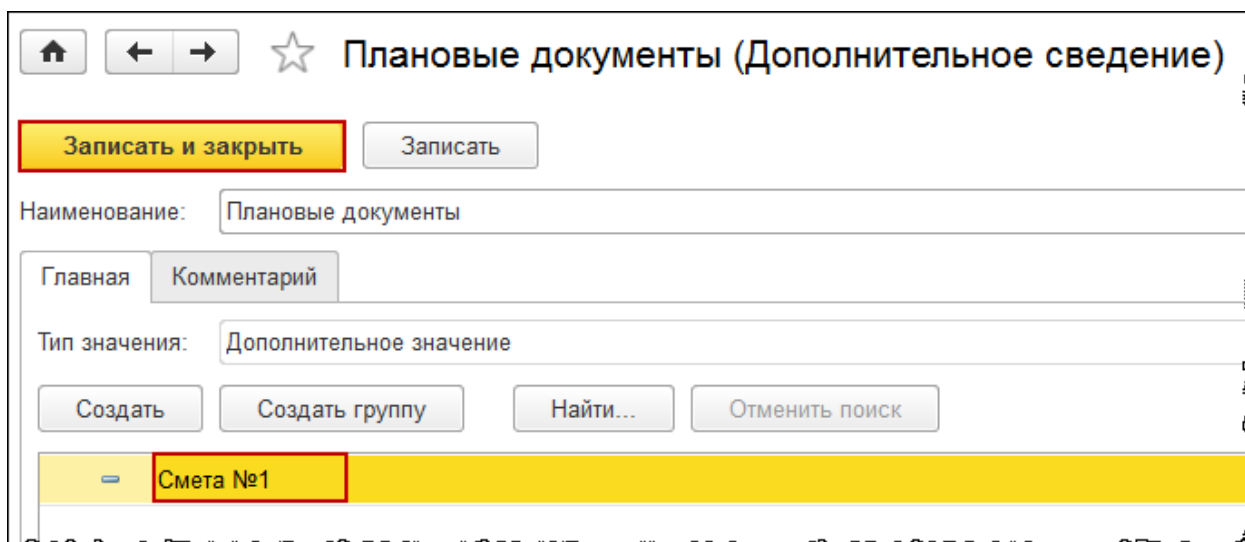 Плановые документы (Дополнительное сведение)
Записать и закрыть Записать
Наименование: Плановые документы
Главная Комментарий
Тип значения: Дополнительное значение
Создать Создать группу Найти... Отменить поиск
Смета №1